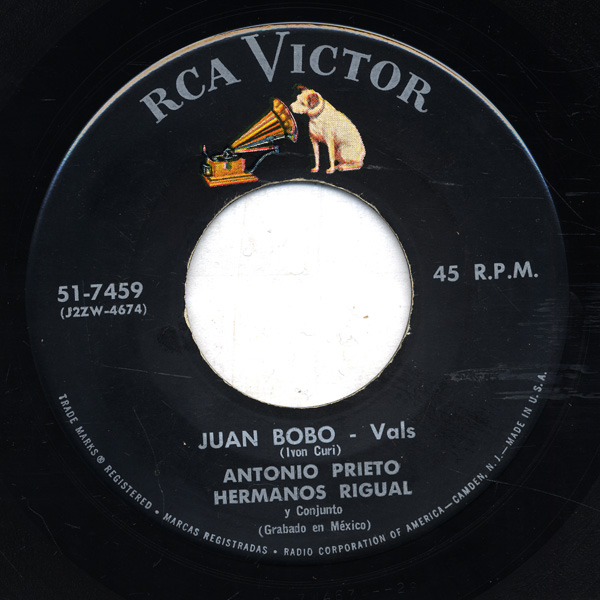 RCA VICTOR
51-7459
(J2ZW-4674)
45 R.P.M.
JUAN BOBO - Vals
(Ivon Curi)
ANTONIO PRIETO
HERMANOS RIGUAL
y Conjunto
(Grabado en México)
TRADE MARKS ® REGISTERED • MARCAS REGISTRADAS • RADIO CORPORATION OF AMERICA—CAMDEN, N. J.—MADE IN U.S.A.